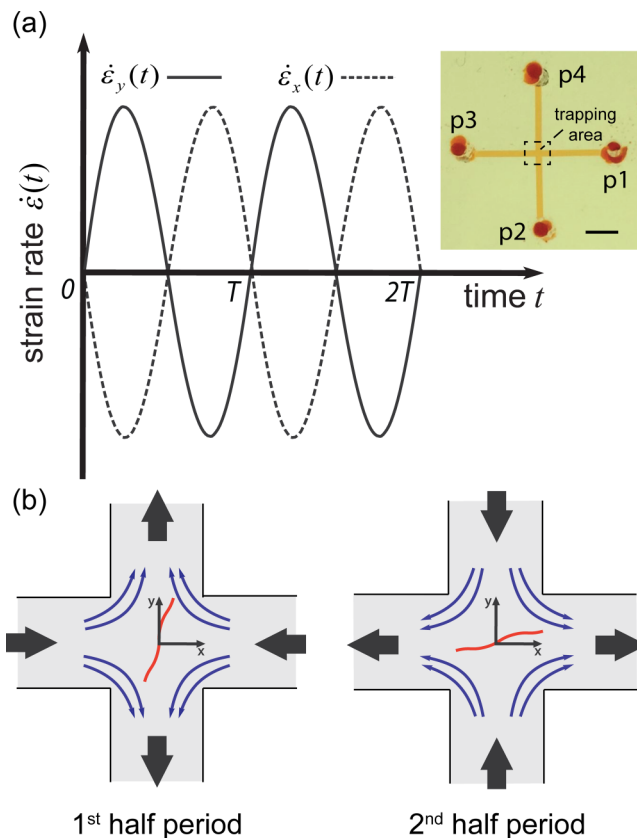 (a)
ε̇y(t)
ε̇x(t)
strain rate ε̇(t)
0
T
2T
time t
p4
trapping
area
p3
p1
p2
(b)
y
x
y
x
1st half period
2nd half period